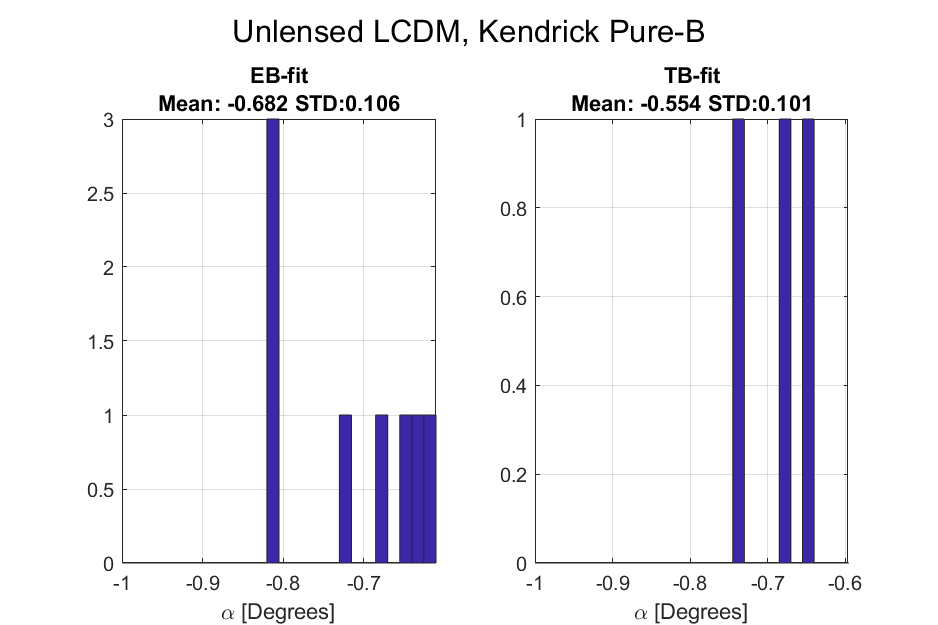 Unlensed LCDM, Kendrick Pure-B
EB-fit
Mean: -0.682 STD:0.106
3
2.5
2
1.5
1
0.5
0
-1 -0.9 -0.8 -0.7
α [Degrees]
TB-fit
Mean: -0.554 STD:0.101
1
0.8
0.6
0.4
0.2
0
-1 -0.9 -0.8 -0.7 -0.6
α [Degrees]